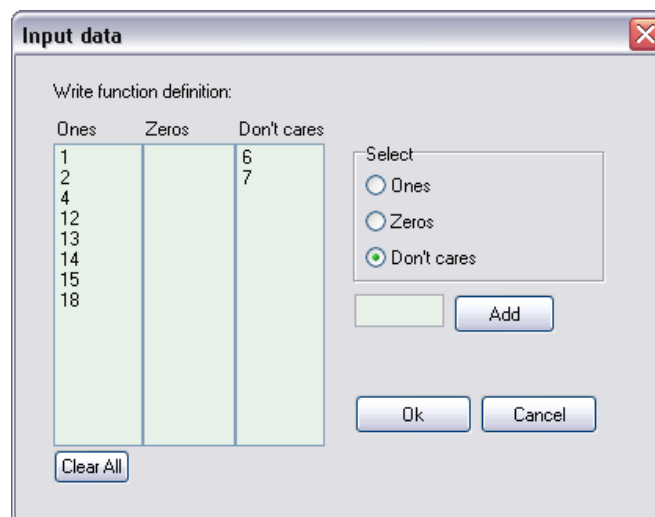 Input data
Write function definition:
Ones Zeros Don't cares
1 6
2 7
4
12
13
14
15
18
Select
Ones
Zeros
Don't cares
Add
Ok Cancel
Clear All